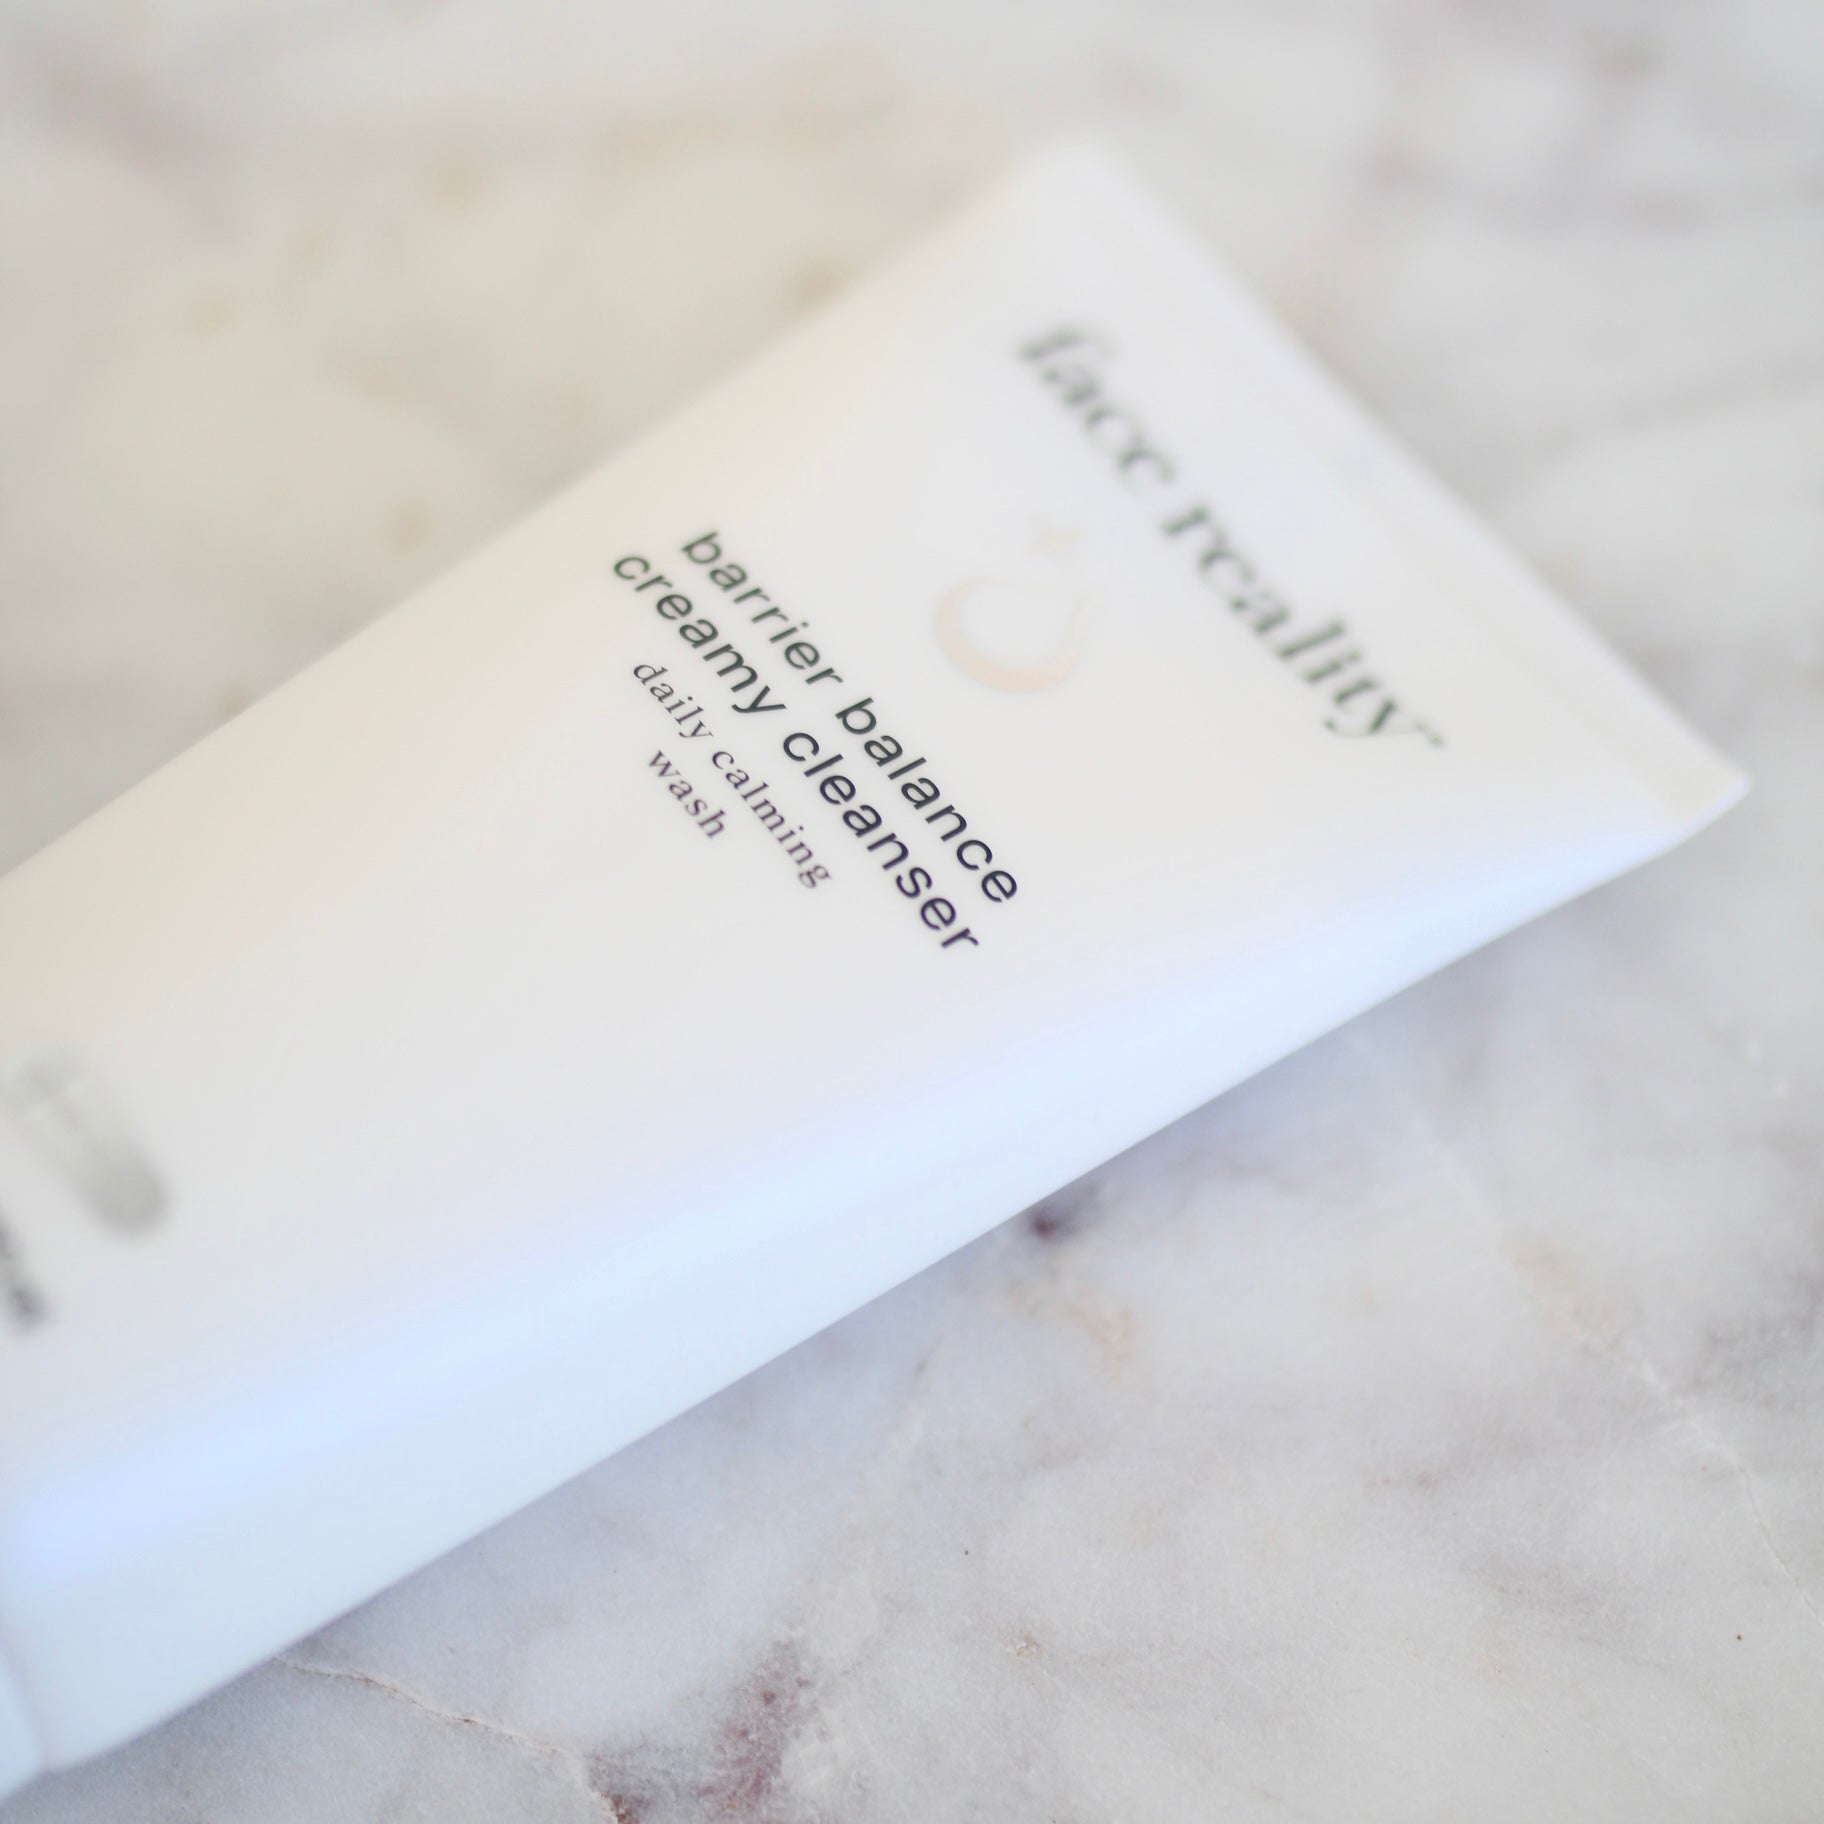 face reality
barrier balance
creamy cleanser
daily calming
wash